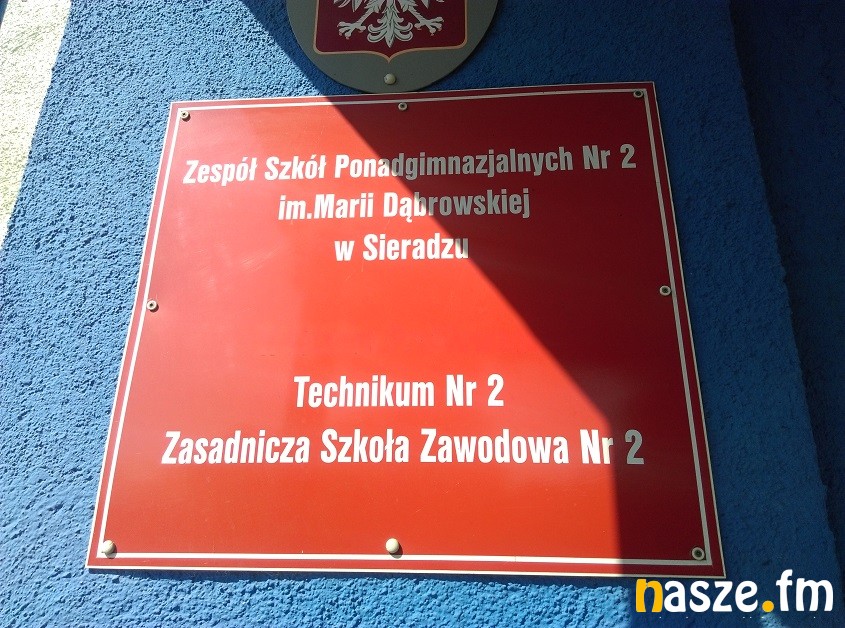 Zespół Szkół Ponadgimnazjalnych Nr 2
im.Marii Dąbrowskiej
w Sieradzu
Technikum Nr 2
Zasadnicza Szkoła Zawodowa Nr 2
nasze.fm